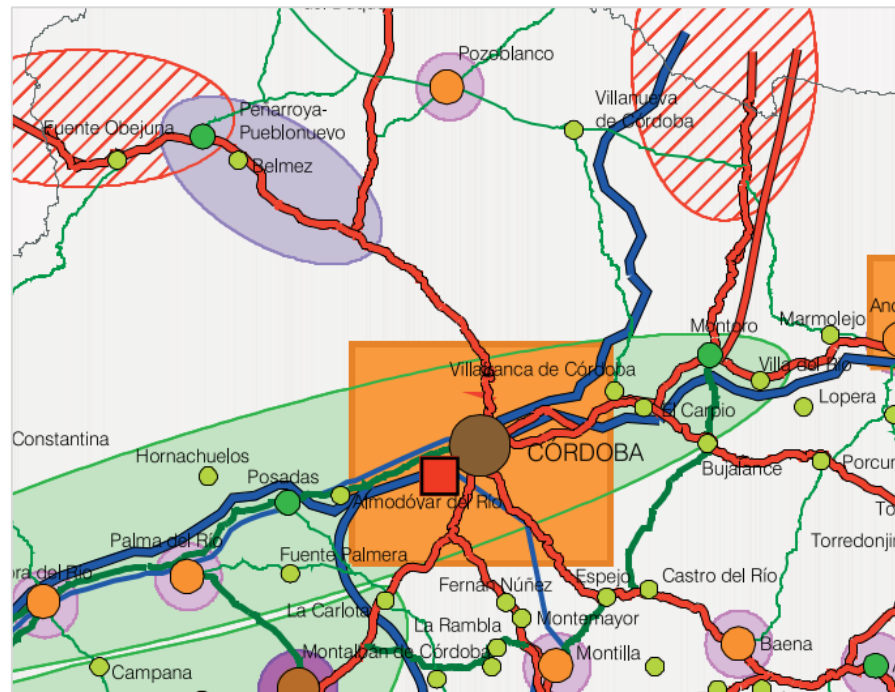 Pozoblanco
Villanueva
de Córdoba
Peñarroya-
Pueblonuevo
Fuente Obejuna
Belmez
Montoro
Marmolejo
Villa del Río
Villafranca de Córdoba
Lopera
El Carpio
Constantina
CÓRDOBA
Hornachuelos
Bujalance
Posadas
Almodóvar del Río
Palma del Río
Fuente Palmera
Espejo
Castro del Río
Fernán Núñez
La Carlota
Montemayor
La Rambla
Baena
Montalbán de Córdoba
Montilla
Campana